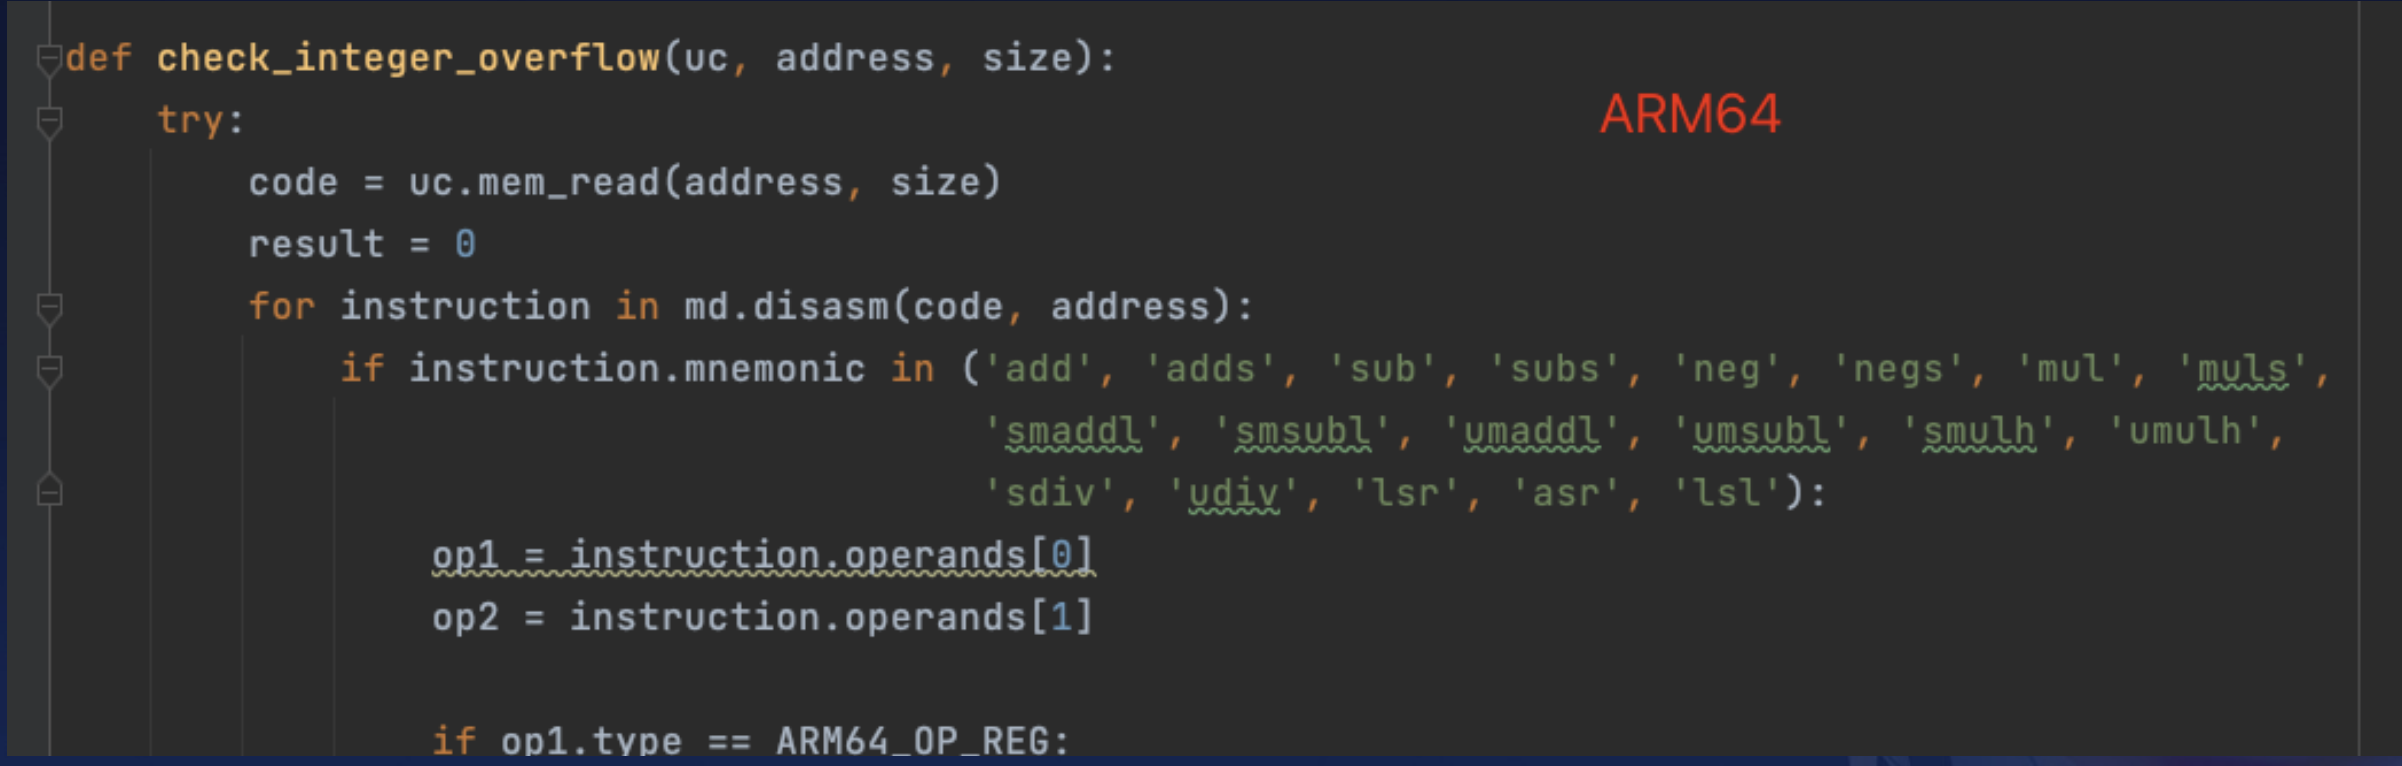 def check_integer_overflow(uc, address, size):
ARM64
try:
code = uc.mem_read(address, size)
result = 0
for instruction in md.disasm(code, address):
if instruction.mnemonic in ('add', 'adds', 'sub', 'subs', 'neg', 'negs', 'mul', 'muls',
'smaddl', 'smsubl', 'umaddl', 'umsubl', 'smulh', 'umulh',
'sdiv', 'udiv', 'lsr', 'asr', 'lsl'):
op1 = instruction.operands[0]
op2 = instruction.operands[1]
if op1.type == ARM64_OP_REG: